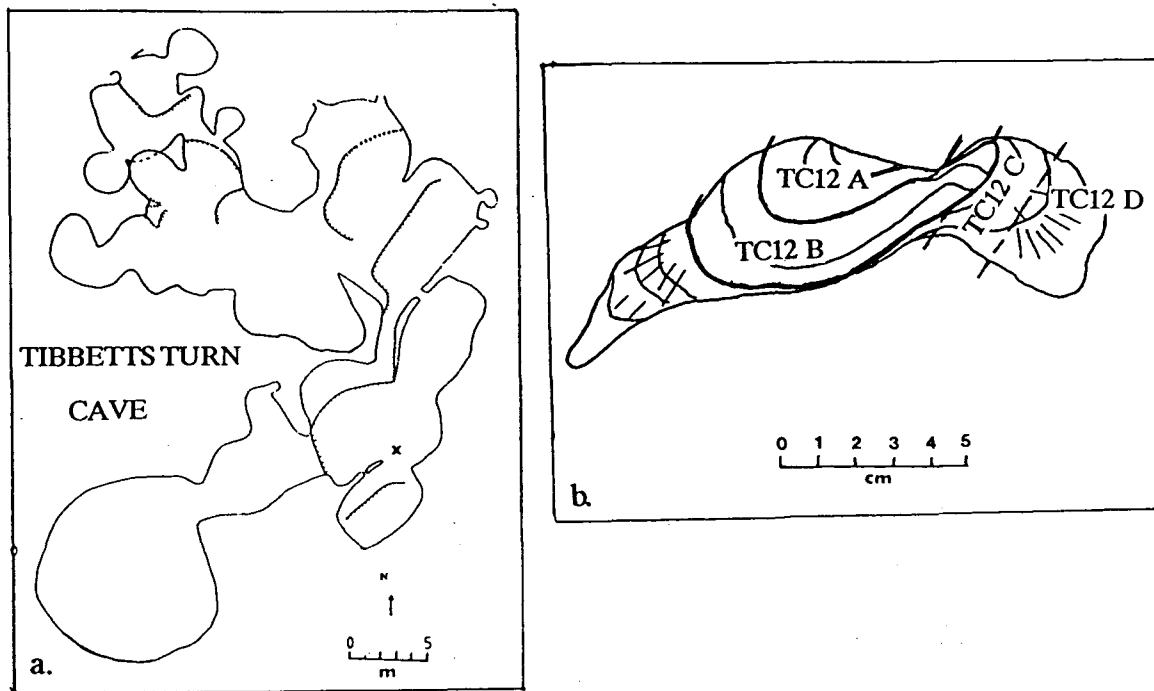 TIBBETTS TURN
CAVE
x
N
0 5
m
a.
TC12 A
TC12 B
TC12 C
TC12 D
0 1 2 3 4 5
cm
b.